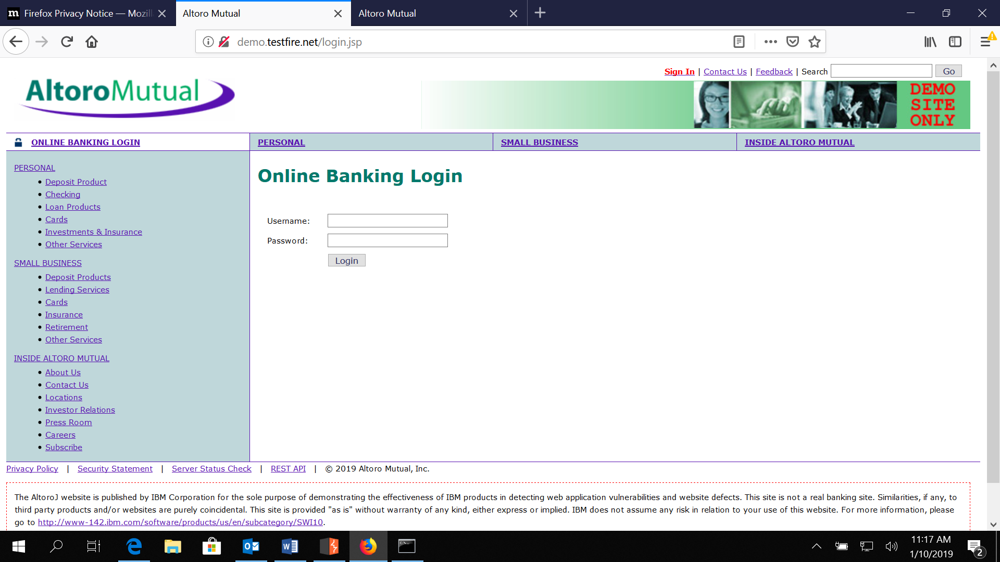 Firefox Privacy Notice — Mozil
Altoro Mutual
Altoro Mutual
demo.testfire.net/login.jsp
Sign In | Contact Us | Feedback | Search
Go
AltoroMutual
DEMO
SITE
ONLY
ONLINE BANKING LOGIN
PERSONAL
SMALL BUSINESS
INSIDE ALTORO MUTUAL
PERSONAL
Deposit Product
Checking
Loan Products
Cards
Investments & Insurance
Other Services
SMALL BUSINESS
Deposit Products
Lending Services
Cards
Insurance
Retirement
Other Services
INSIDE ALTORO MUTUAL
About Us
Contact Us
Locations
Investor Relations
Press Room
Careers
Subscribe
Online Banking Login
Username:
Password:
Login
Privacy Policy | Security Statement | Server Status Check | REST API | © 2019 Altoro Mutual, Inc.
The AltoroJ website is published by IBM Corporation for the sole purpose of demonstrating the effectiveness of IBM products in detecting web application vulnerabilities and website defects. This site is not a real banking site. Similarities, if any, to
third party products and/or websites are purely coincidental. This site is provided "as is" without warranty of any kind, either express or implied. IBM does not assume any risk in relation to your use of this website. For more information, please
go to http://www-142.ibm.com/software/products/us/en/subcategory/SWI10.
11:17 AM
1/10/2019
2